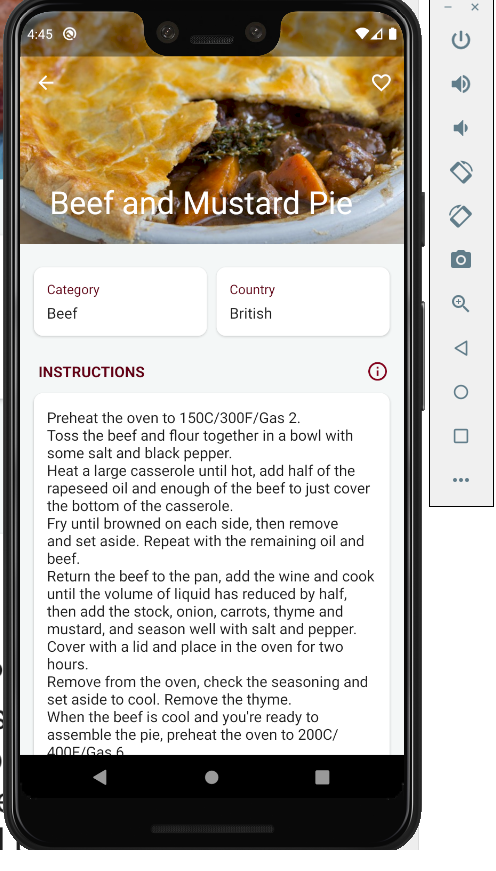 4:45
Beef and Mustard Pie
Category
Beef
Country
British
INSTRUCTIONS
Preheat the oven to 150C/300F/Gas 2.
Toss the beef and flour together in a bowl with
some salt and black pepper.
Heat a large casserole until hot, add half of the
rapeseed oil and enough of the beef to just cover
the bottom of the casserole.
Fry until browned on each side, then remove
and set aside. Repeat with the remaining oil and
beef.
Return the beef to the pan, add the wine and cook
until the volume of liquid has reduced by half,
then add the stock, onion, carrots, thyme and
mustard, and season well with salt and pepper.
Cover with a lid and place in the oven for two
hours.
Remove from the oven, check the seasoning and
set aside to cool. Remove the thyme.
When the beef is cool and you're ready to
assemble the pie, preheat the oven to 200C/
400F/Gas 6.